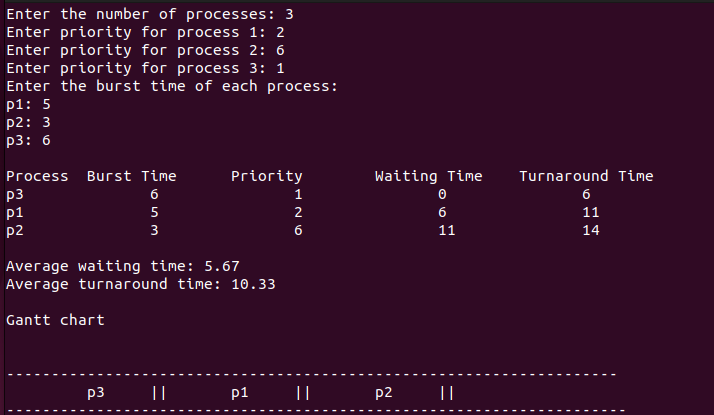 Enter the number of processes: 3
Enter priority for process 1: 2
Enter priority for process 2: 6
Enter priority for process 3: 1
Enter the burst time of each process:
p1: 5
p2: 3
p3: 6
Process  Burst Time      Priority        Waiting Time    Turnaround Time
p3              6               1               0               6
p1              5               2               6               11
p2              3               6               11              14
Average waiting time: 5.67
Average turnaround time: 10.33
Gantt chart
-----------------------------------------------------------------------
         p3     ||       p1     ||       p2     ||
---------------------------------------------------------------------